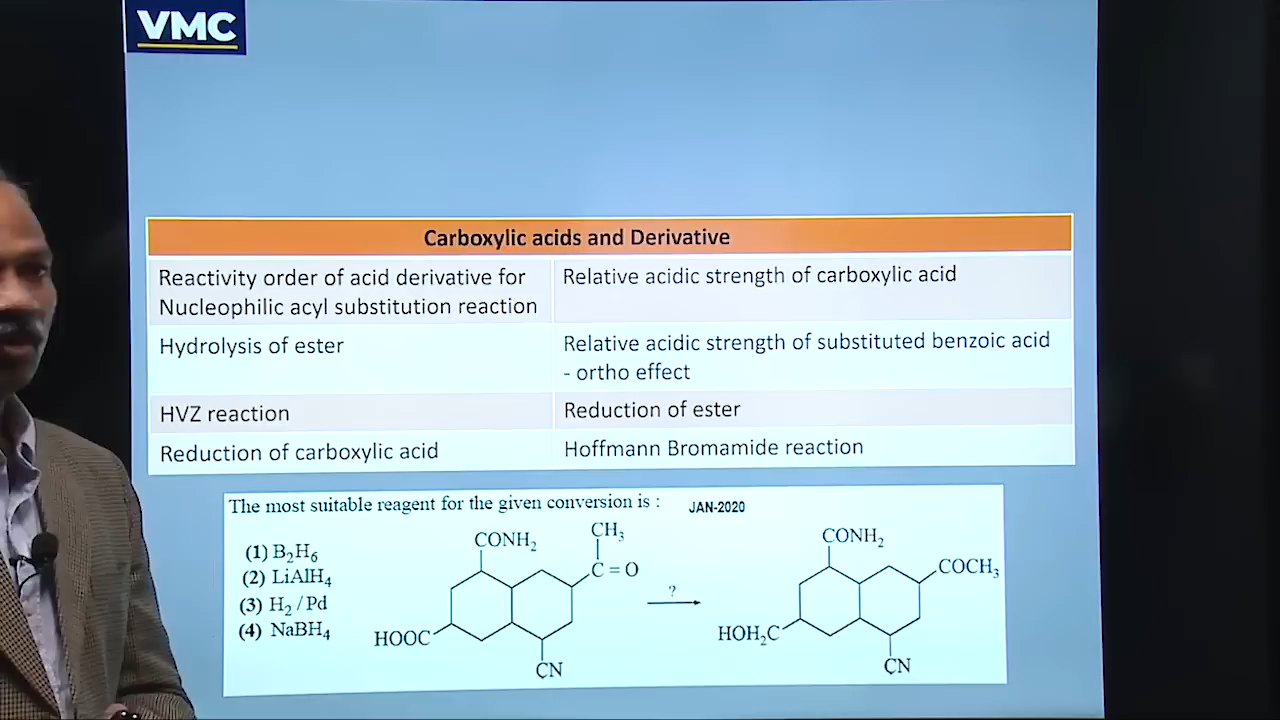 VMC
Carboxylic acids and Derivative
Reactivity order of acid derivative for
Nucleophilic acyl substitution reaction
Relative acidic strength of carboxylic acid
Hydrolysis of ester
Relative acidic strength of substituted benzoic acid
- ortho effect
HVZ reaction
Reduction of ester
Reduction of carboxylic acid
Hoffmann Bromamide reaction
The most suitable reagent for the given conversion is :
JAN-2020
(1) B₂H₆
(2) LiAlH₄
(3) H₂ / Pd
(4) NaBH₄
CONH₂
CH₃
C = O
HOOC
CN
?
CONH₂
COCH₃
HOH₂C
CN